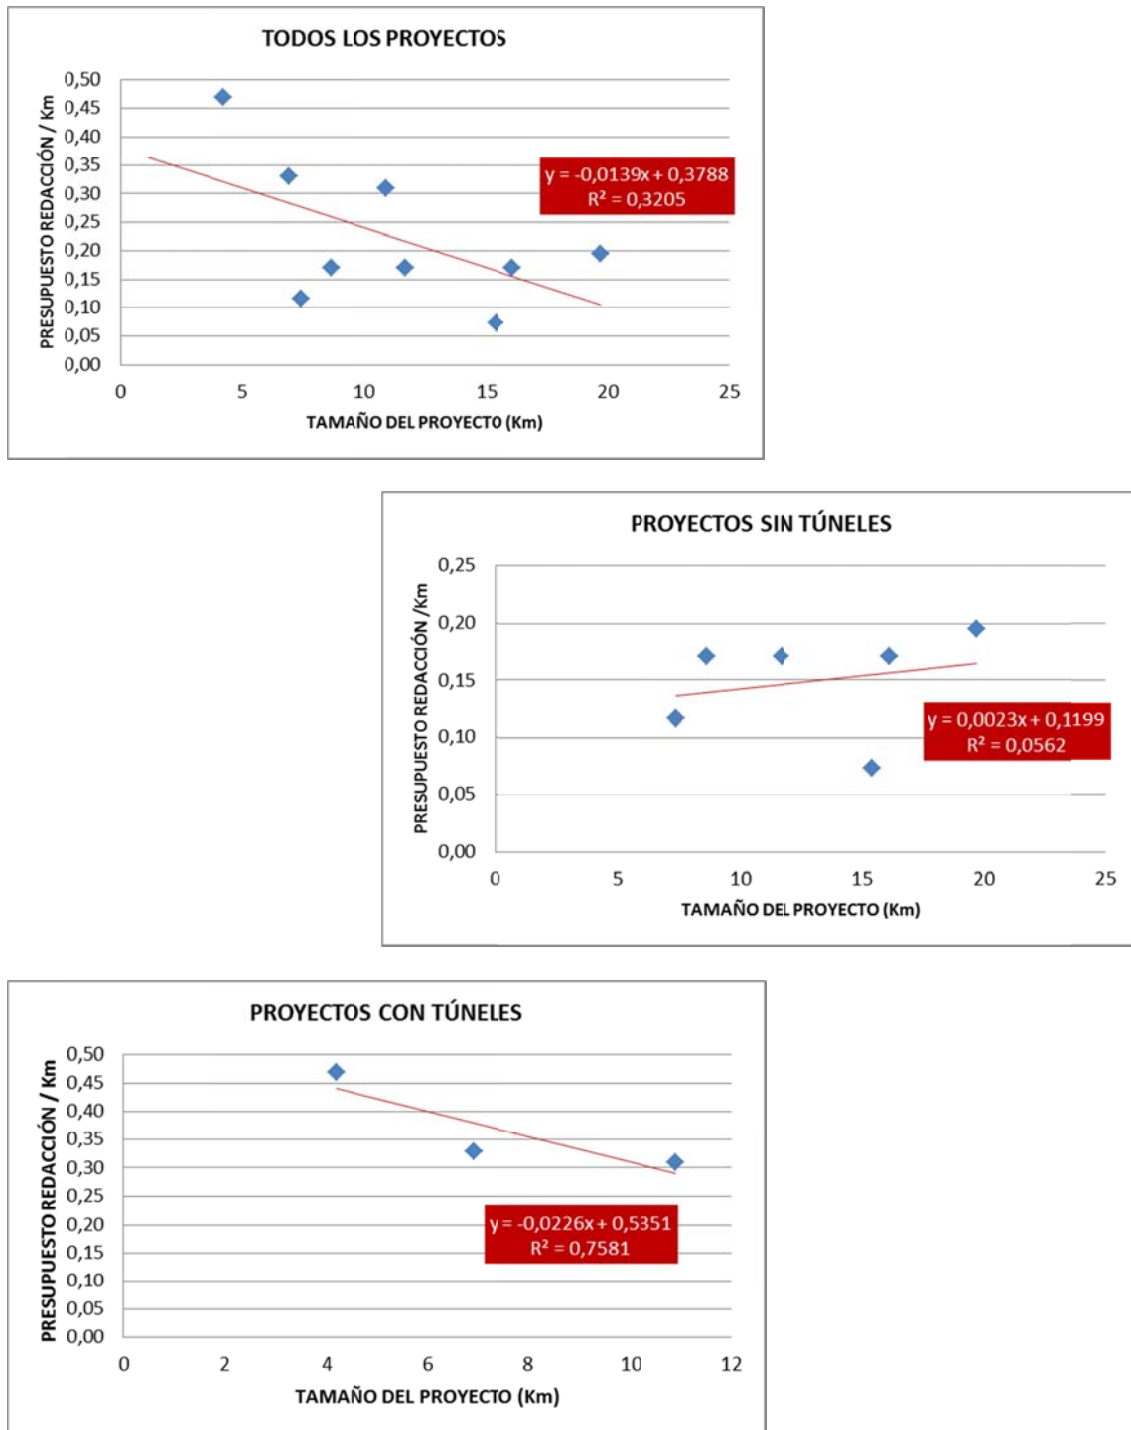 TODOS LOS PROYECTOS
PRESUPUESTO REDACCIÓN / Km
0,50
0,45
0,40
0,35
0,30
0,25
0,20
0,15
0,10
0,05
0,00
y = -0,0139x + 0,3788
R² = 0,3205
0 5 10 15 20 25
TAMAÑO DEL PROYECTO (Km)
PROYECTOS SIN TÚNELES
PRESUPUESTO REDACCIÓN /Km
0,25
0,20
0,15
0,10
0,05
0,00
y = 0,0023x + 0,1199
R² = 0,0562
0 5 10 15 20 25
TAMAÑO DEL PROYECTO (Km)
PROYECTOS CON TÚNELES
PRESUPUESTO REDACCIÓN / Km
0,50
0,45
0,40
0,35
0,30
0,25
0,20
0,15
0,10
0,05
0,00
y = -0,0226x + 0,5351
R² = 0,7581
0 2 4 6 8 10 12
TAMAÑO DEL PROYECTO (Km)